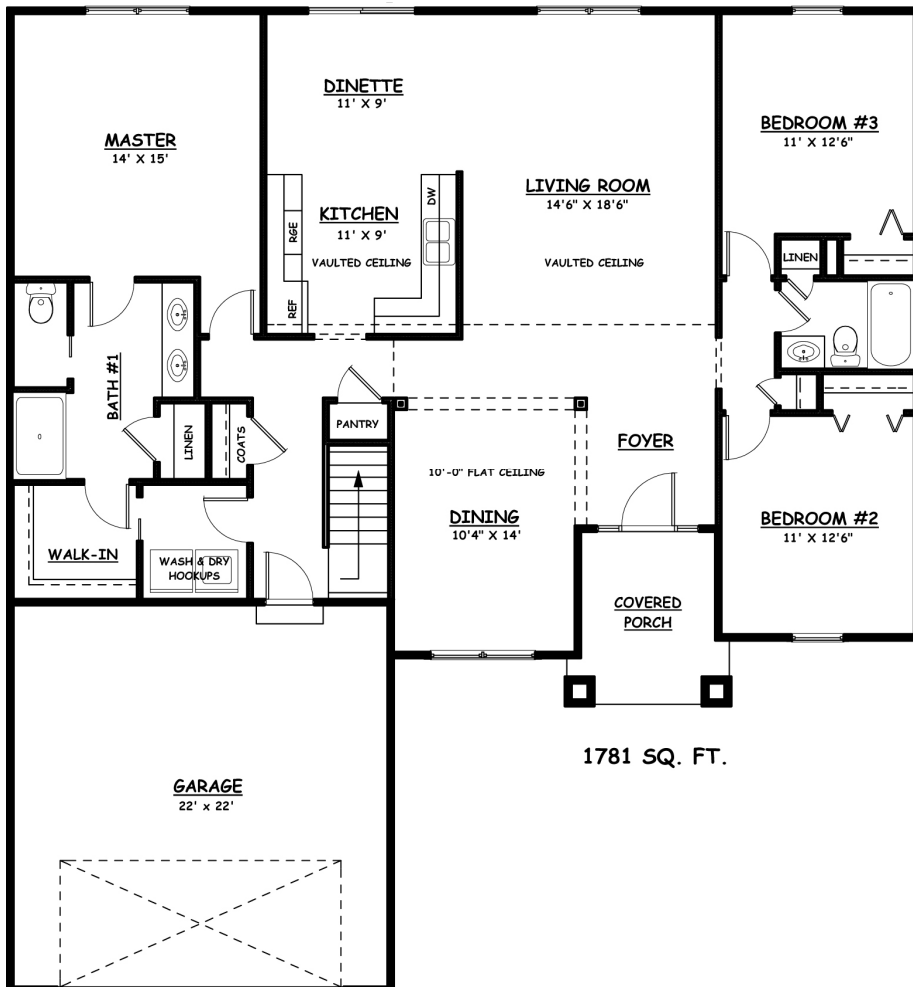 MASTER
14' X 15'
DINETTE
11' X 9'
LIVING ROOM
14'6" X 18'6"
VAULTED CEILING
BEDROOM #3
11' X 12'6"
KITCHEN
11' X 9'
VAULTED CEILING
RGE
REF
DW
LINEN
BATH #1
LINEN
COATS
PANTRY
FOYER
10'-0" FLAT CEILING
DINING
10'4" X 14'
BEDROOM #2
11' X 12'6"
WALK-IN
WASH & DRY
HOOKUPS
COVERED
PORCH
1781 SQ. FT.
GARAGE
22' x 22'